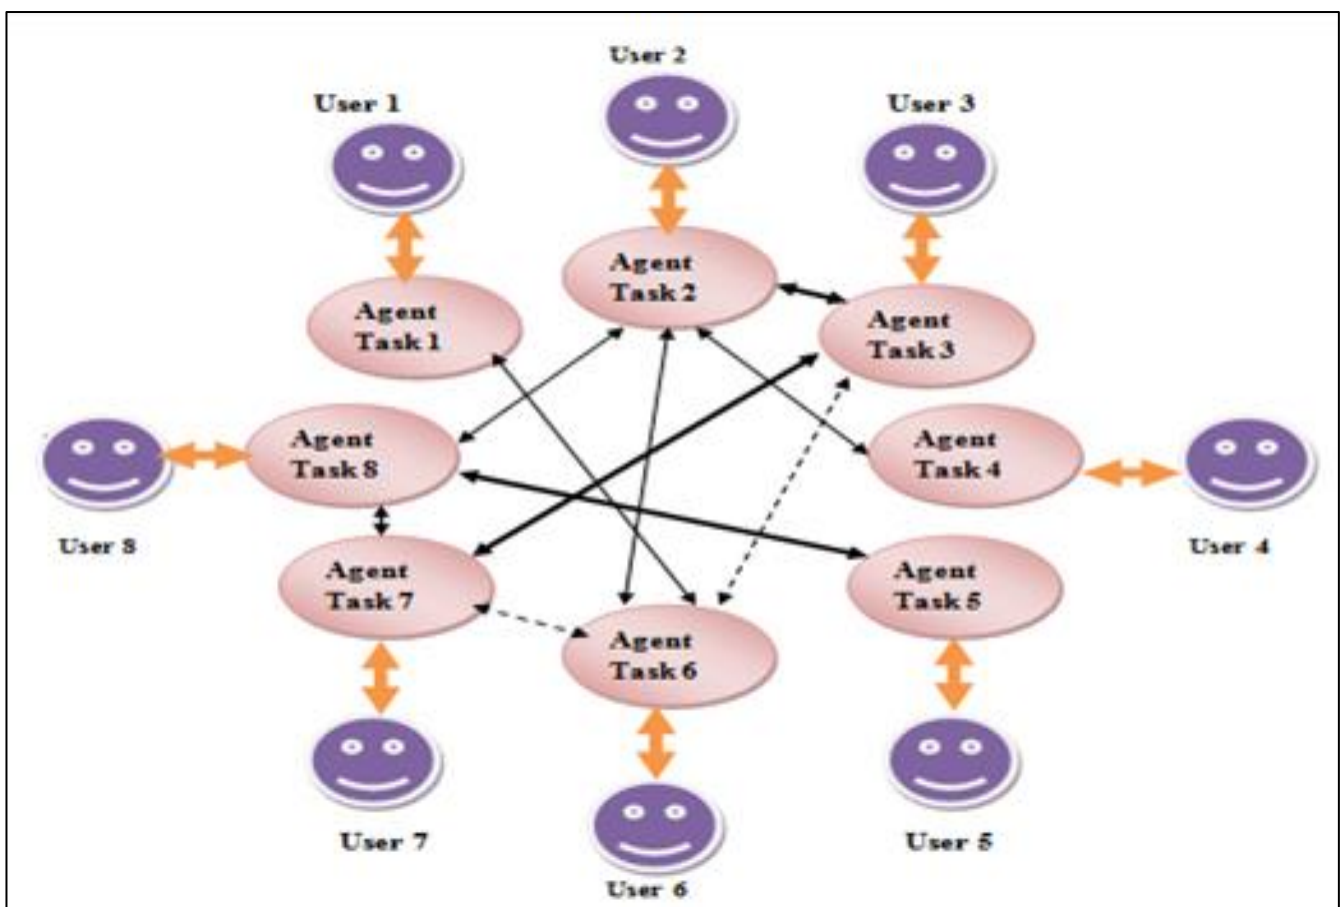 User 2
User 1
User 3
Agent
Task 2
Agent
Task 1
Agent
Task 3
Agent
Task 8
Agent
Task 4
User 8
User 4
Agent
Task 7
Agent
Task 5
Agent
Task 6
User 7
User 5
User 6